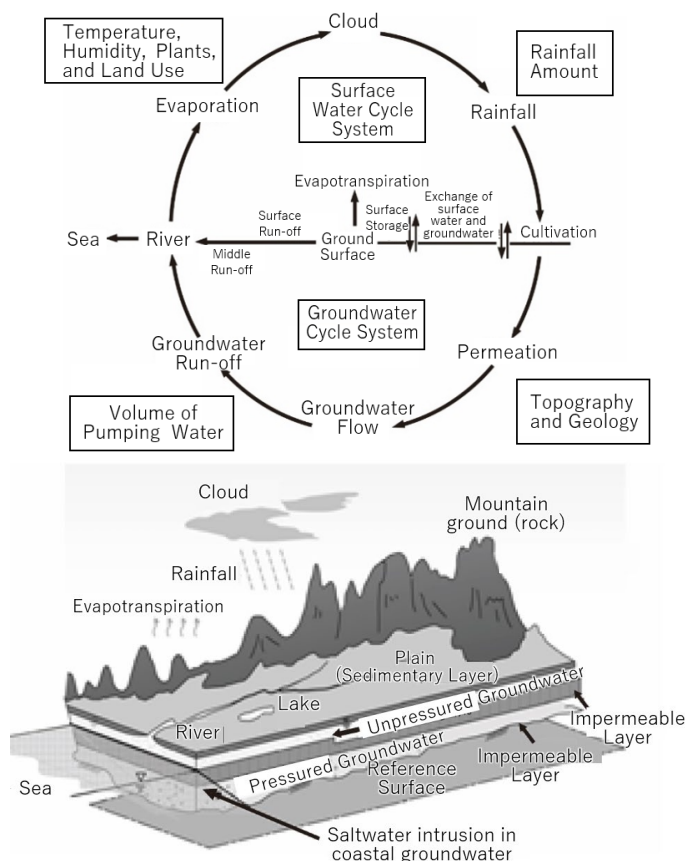 Cloud
Temperature,
Humidity, Plants,
and Land Use
Rainfall
Amount
Surface
Water Cycle
System
Evaporation
Rainfall
Evapotranspiration
Exchange of
surface
water and
groundwater
Surface
Storage
Surface
Run-off
Sea
River
Ground
Surface
Cultivation
Middle
Run-off
Groundwater
Cycle System
Groundwater
Run-off
Permeation
Volume of
Pumping Water
Groundwater
Flow
Topography
and Geology
Cloud
Mountain
ground (rock)
Rainfall
Evapotranspiration
Plain
(Sedimentary Layer)
Lake
River
Unpressured Groundwater
Impermeable
Layer
Pressured Groundwater
Impermeable
Layer
Reference
Surface
Sea
Saltwater intrusion in
coastal groundwater